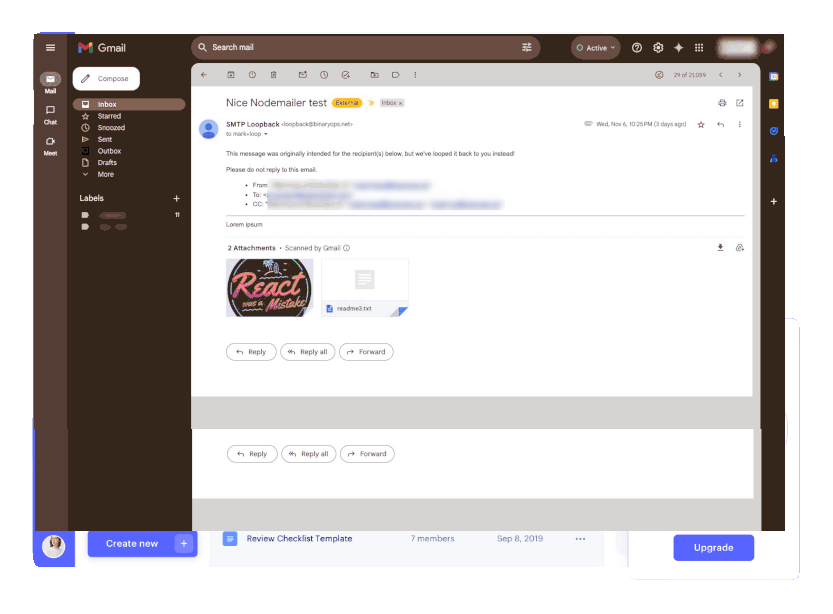 Gmail
Search mail
Active
Compose
29 of 21,059
Mail
Inbox
Starred
Snoozed
Sent
Outbox
Drafts
More
Chat
Meet
Labels
11
Nice Nodemailer test External Inbox x
SMTP Loopback <loopback@binaryops.net>
Wed, Nov 6, 10:25 PM (3 days ago)
to mark+loop
This message was originally intended for the recipient(s) below, but we've looped it back to you instead!
Please do not reply to this email.
• From
• To: <
• CC: "
Lorem ipsum
2 Attachments • Scanned by Gmail
React
was a Mistake
readme3.txt
Reply
Reply all
Forward
Reply
Reply all
Forward
Create new +
Review Checklist Template
7 members
Sep 8, 2019
Upgrade